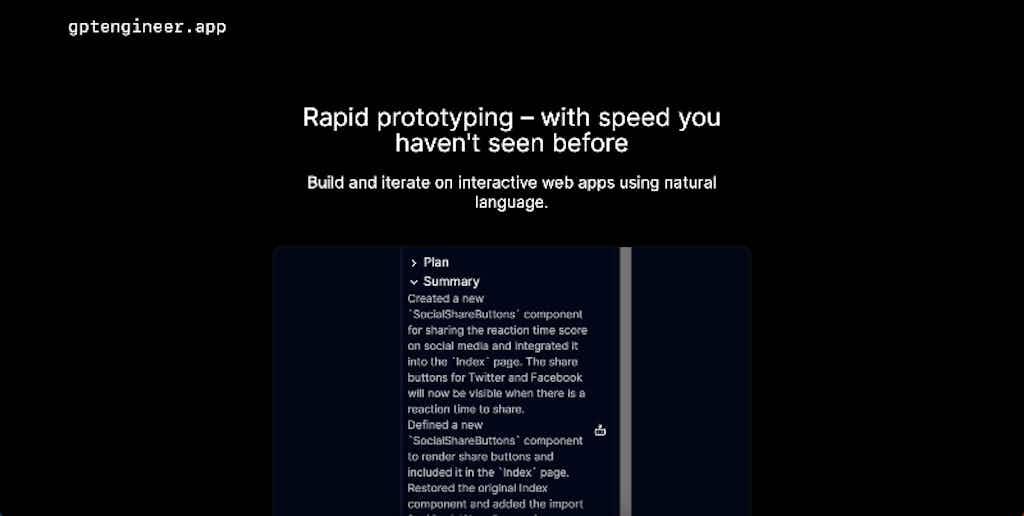 gptengineer.app
Rapid prototyping – with speed you
haven't seen before
Build and iterate on interactive web apps using natural
language.
Plan
Summary
Created a new
`SocialShareButtons` component
for sharing the reaction time score
on social media and integrated it
into the `Index` page. The share
buttons for Twitter and Facebook
will now be visible when there is a
reaction time to share.
Defined a new
`SocialShareButtons` component
to render share buttons and
included it in the `Index` page.
Restored the original Index
component and added the import